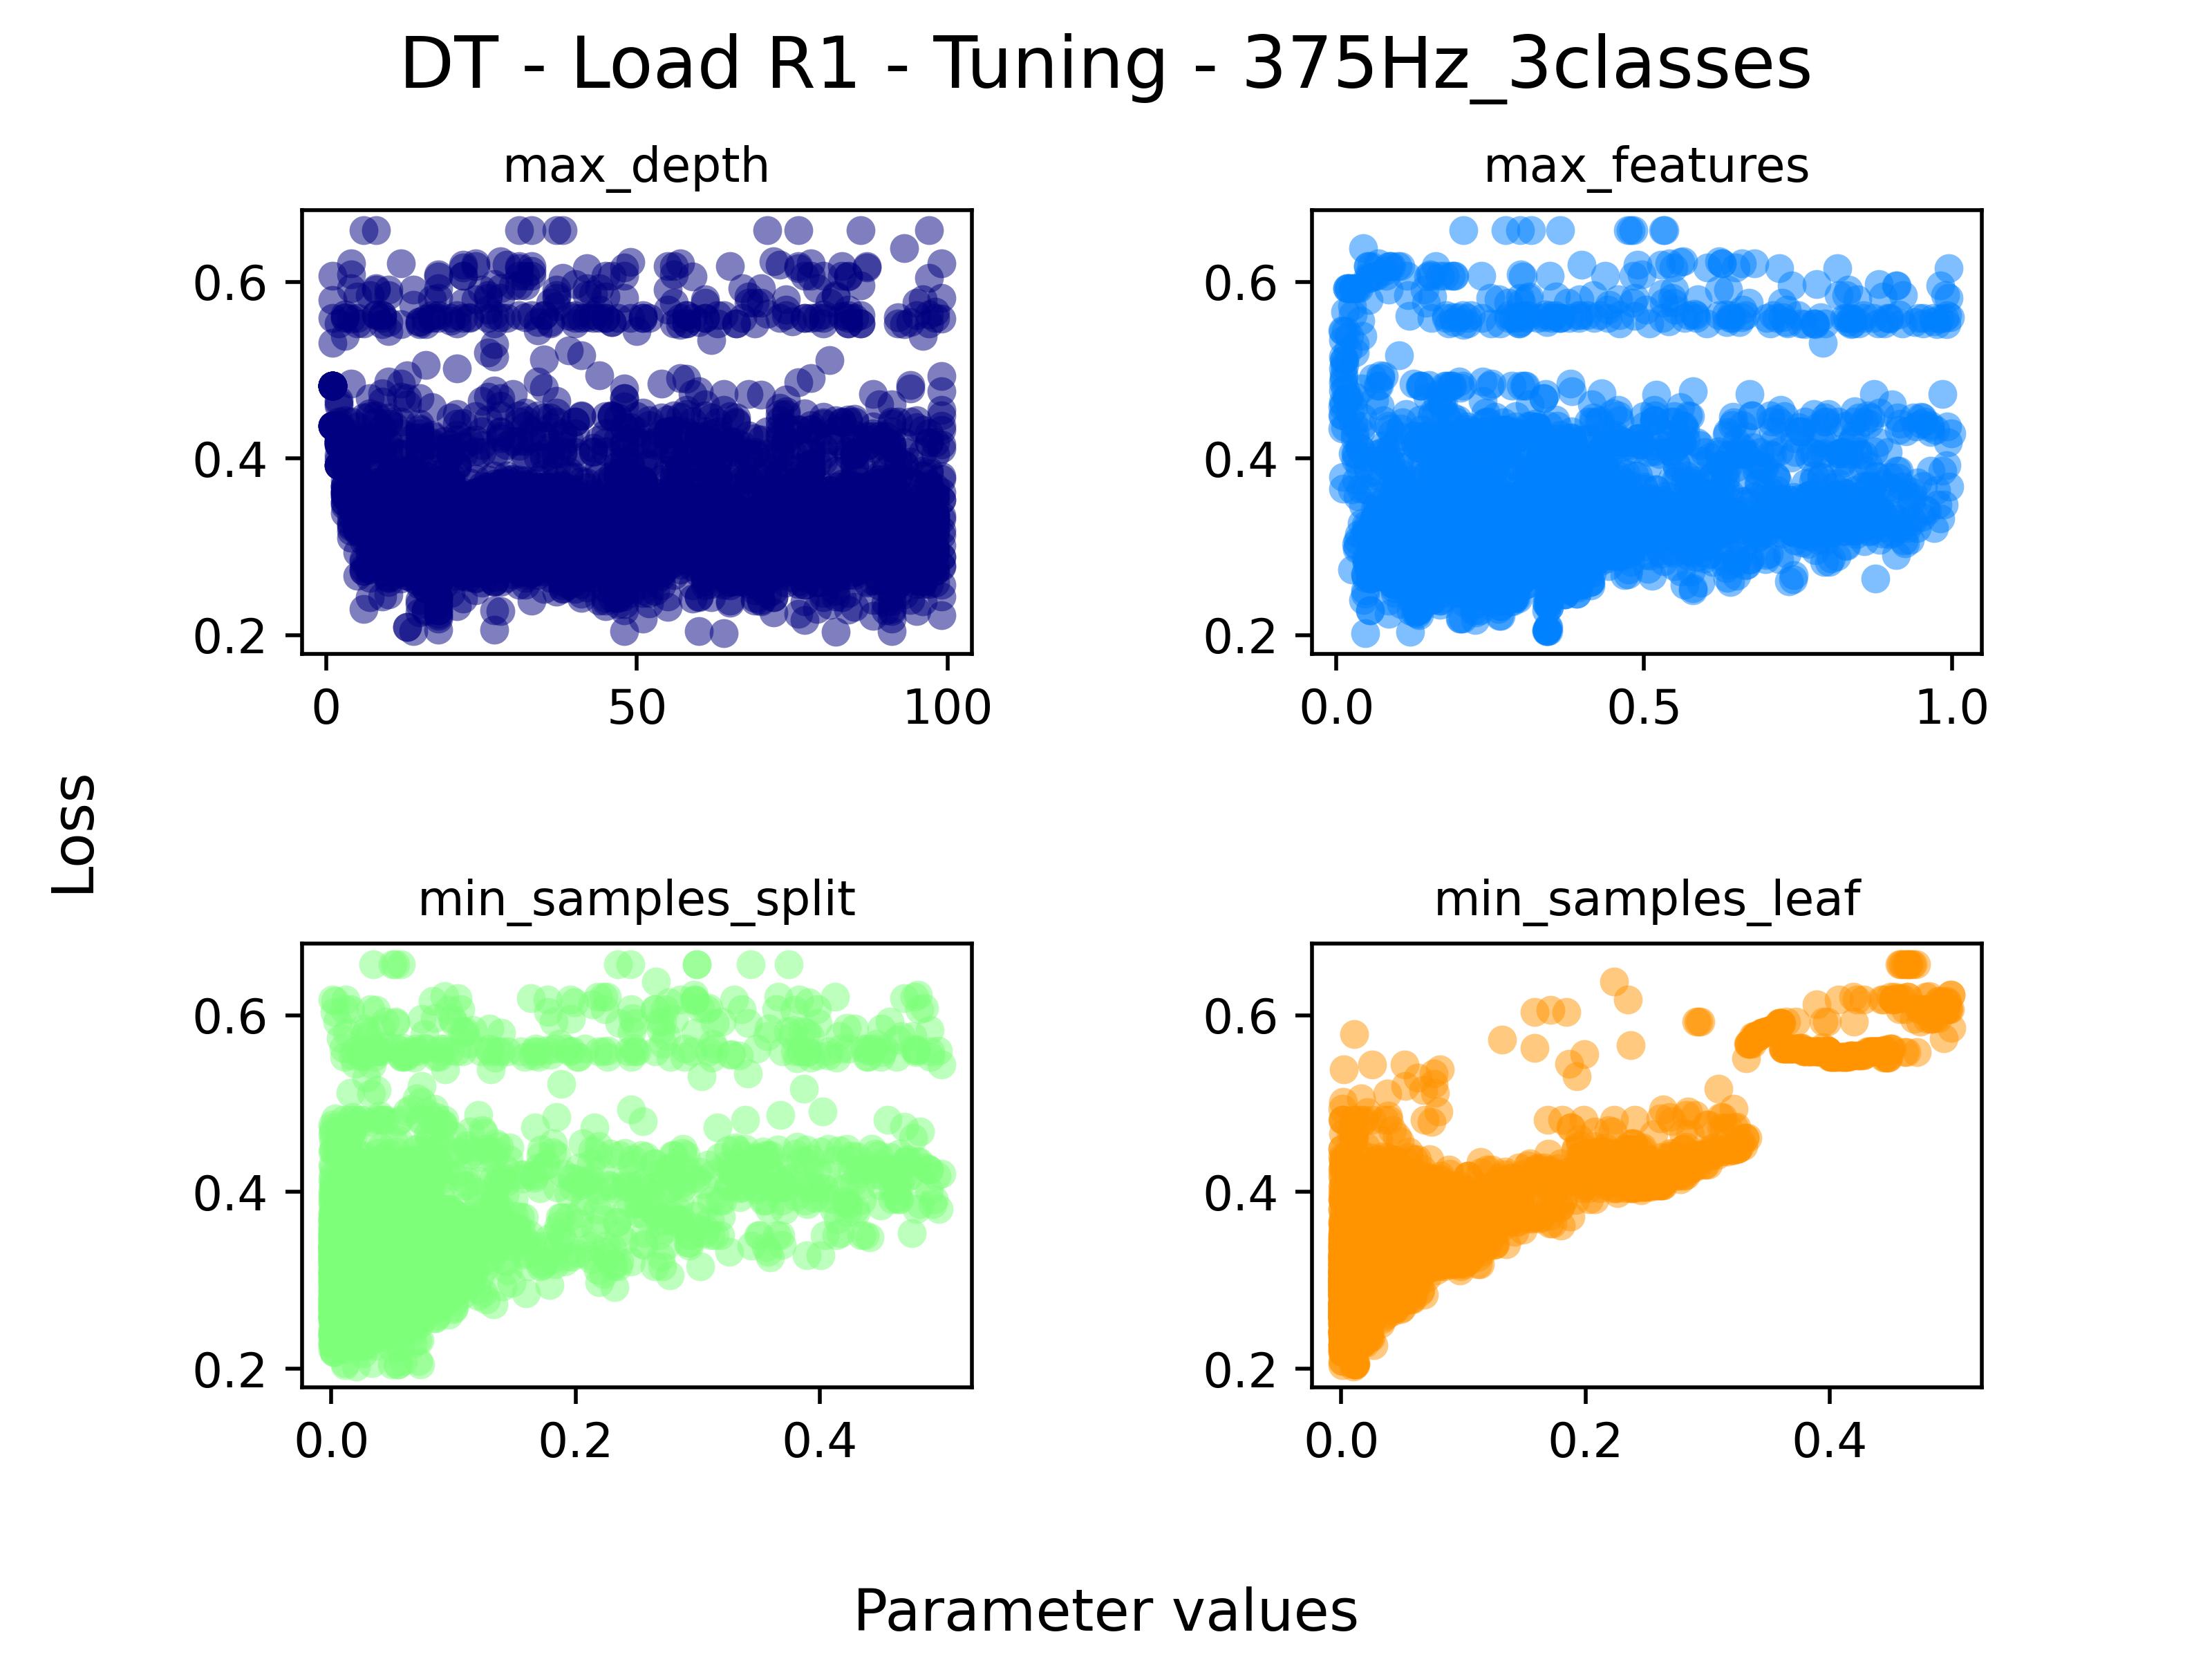 DT - Load R1 - Tuning - 375Hz_3classes
max_depth
max_features
0.6
0.4
0.2
0 50 100
0.6
0.4
0.2
0.0 0.5 1.0
Loss
min_samples_split
min_samples_leaf
0.6
0.4
0.2
0.0 0.2 0.4
0.6
0.4
0.2
0.0 0.2 0.4
Parameter values